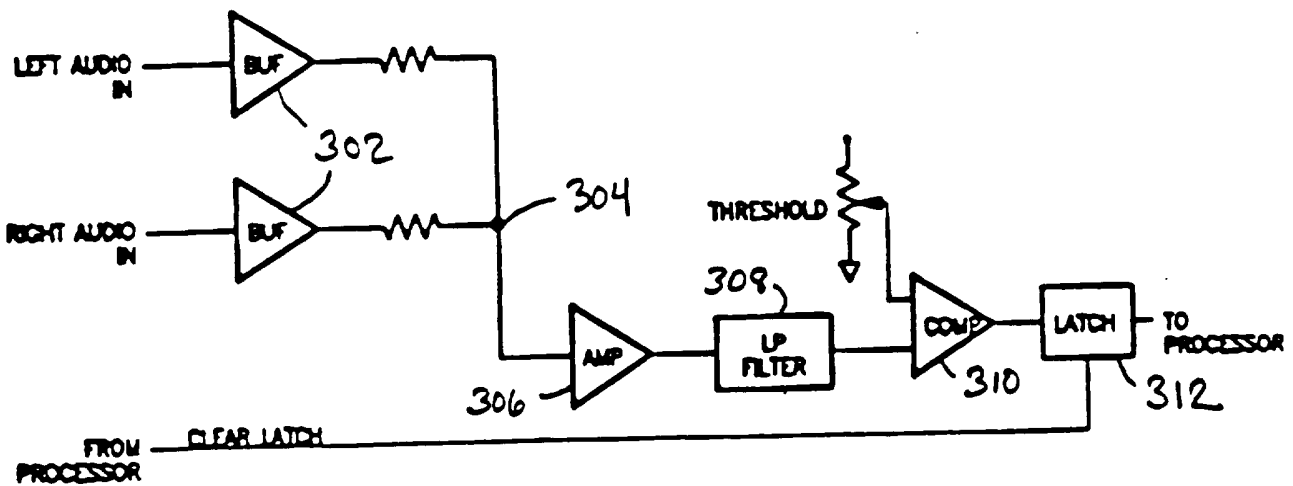 LEFT AUDIO
IN
BUF
302
RIGHT AUDIO
IN
BUF
304
THRESHOLD
308
COMP
LATCH
TO
PROCESSOR
LP
FILTER
AMP
306
310
312
FROM
PROCESSOR
CLEAR LATCH